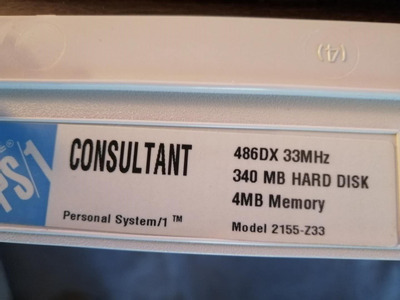 (4)
PS/1
CONSULTANT
486DX 33MHz
340 MB HARD DISK
4MB Memory
Personal System/1 ™
Model 2155-Z33